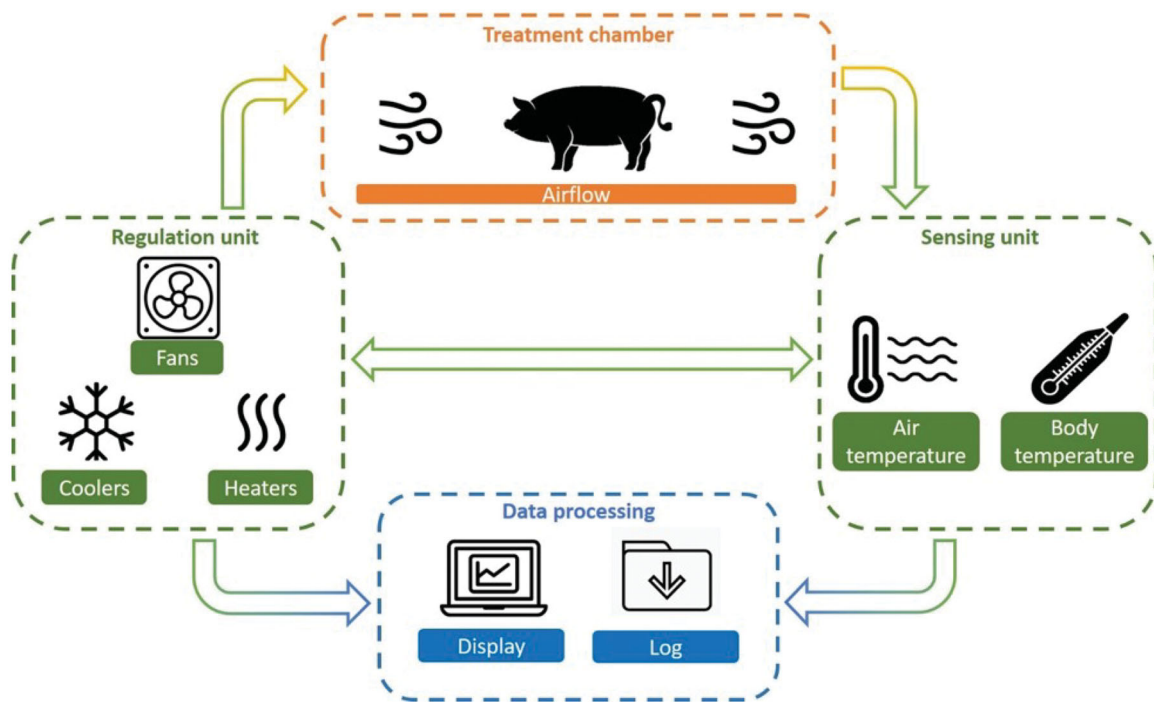 Treatment chamber
Airflow
Regulation unit
Fans
Coolers
Heaters
Sensing unit
Air
temperature
Body
temperature
Data processing
Display
Log